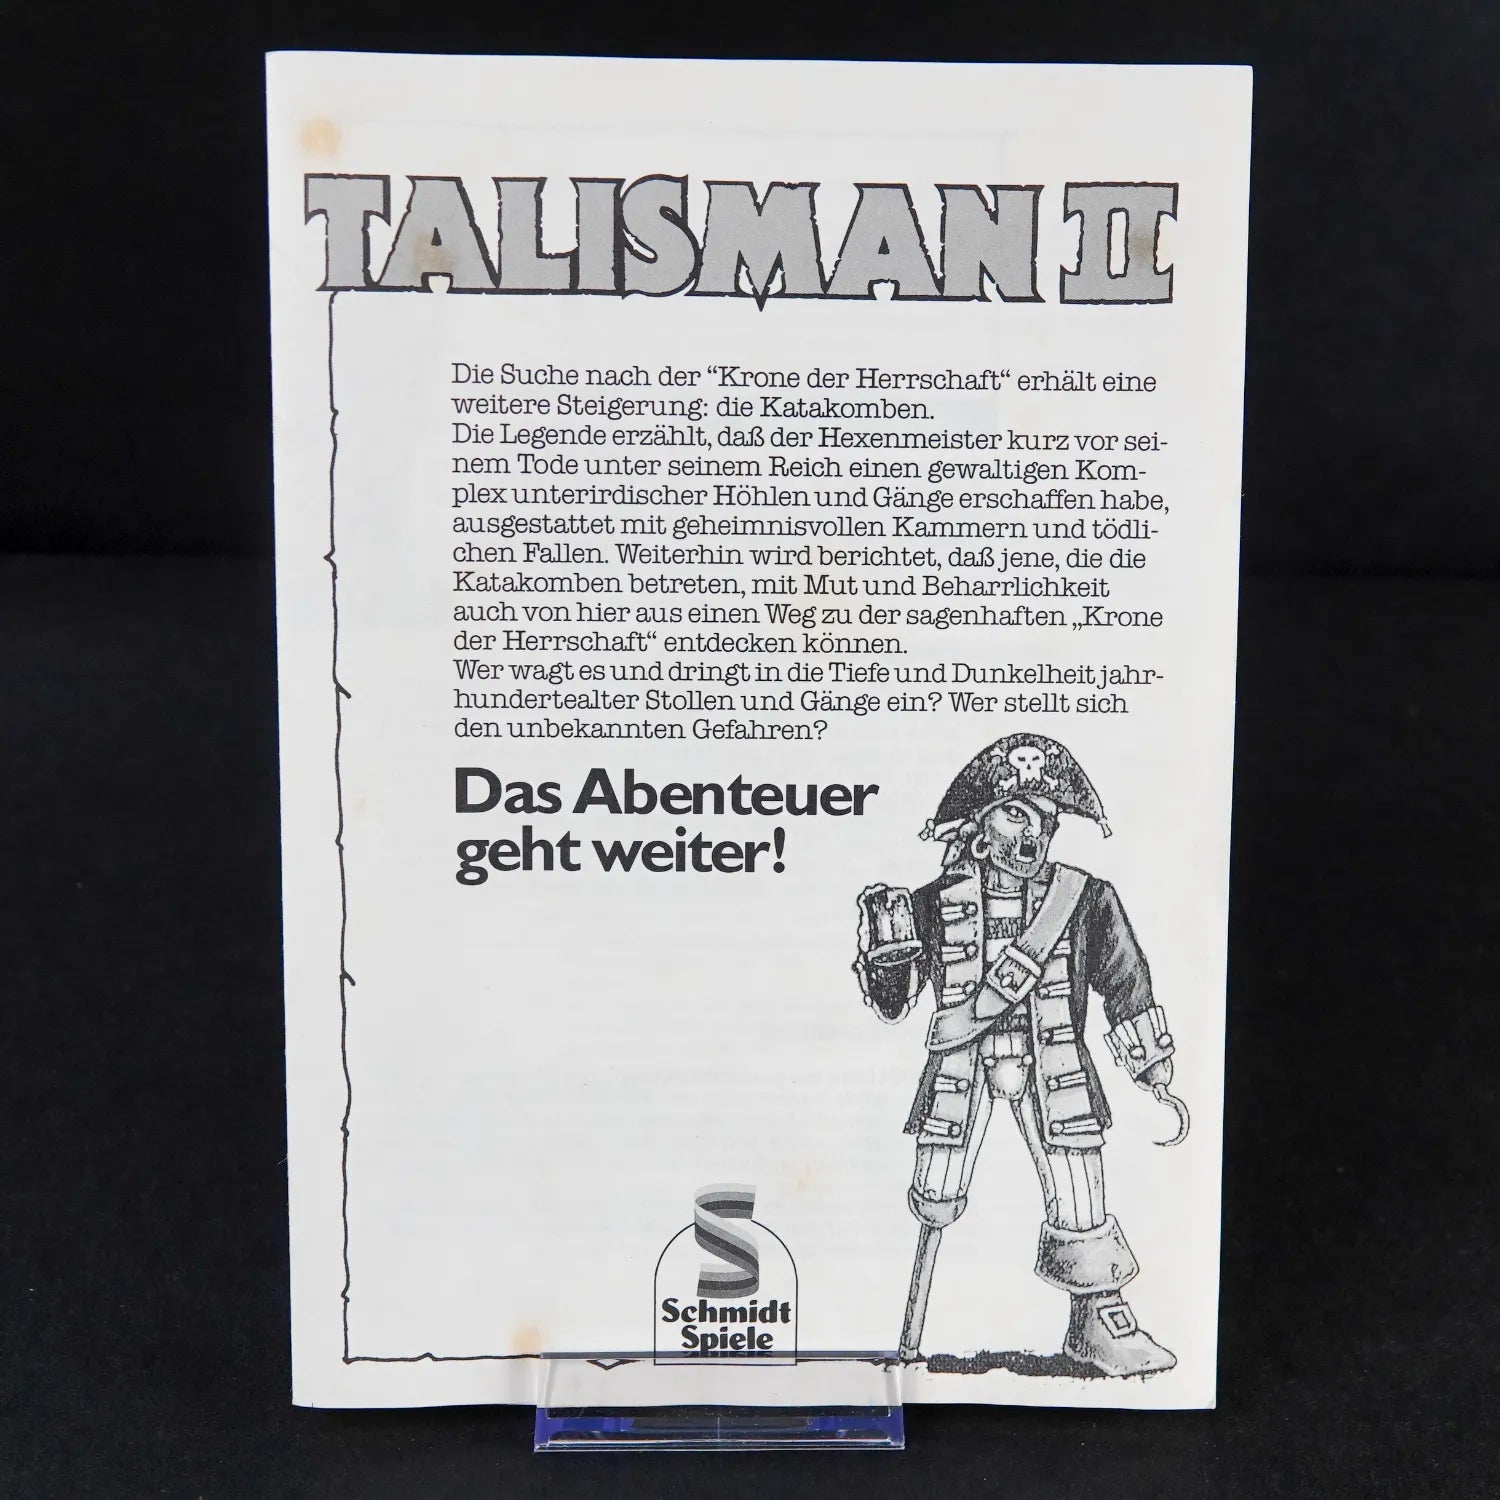 TALISMAN II
Die Suche nach der “Krone der Herrschaft“ erhält eine
weitere Steigerung: die Katakomben.
Die Legende erzählt, daß der Hexenmeister kurz vor sei-
nem Tode unter seinem Reich einen gewaltigen Kom-
plex unterirdischer Höhlen und Gänge erschaffen habe,
ausgestattet mit geheimnisvollen Kammern und tödli-
chen Fallen. Weiterhin wird berichtet, daß jene, die die
Katakomben betreten, mit Mut und Beharrlichkeit
auch von hier aus einen Weg zu der sagenhaften „Krone
der Herrschaft“ entdecken können.
Wer wagt es und dringt in die Tiefe und Dunkelheit jahr-
hundertealter Stollen und Gänge ein? Wer stellt sich
den unbekannten Gefahren?
Das Abenteuer
geht weiter!
Schmidt
Spiele